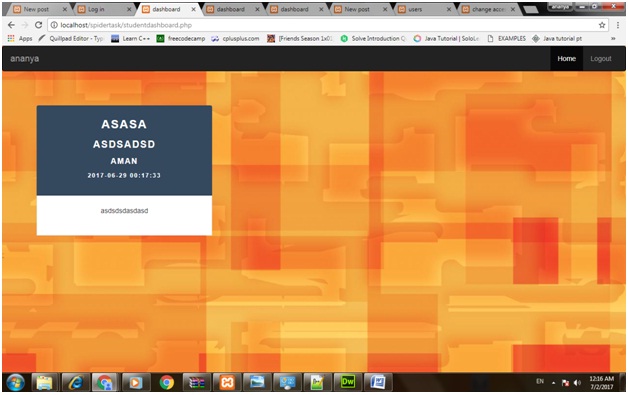 New post
Log in
dashboard
dashboard
dashboard
New post
users
change acces
ananya
localhost/spidertask/studentdashboard.php
Apps
Quillpad Editor - Typ
Learn C++
freecodecamp
cplusplus.com
[Friends Season 1x01
Solve Introduction Q
Java Tutorial | SoloLe
EXAMPLES
Java tutorial pt
ananya
Home
Logout
ASASA
ASDSADSD
AMAN
2017-06-29 00:17:33
asdsdsdasdasd
Dw
EN
12:16 AM
7/2/2017